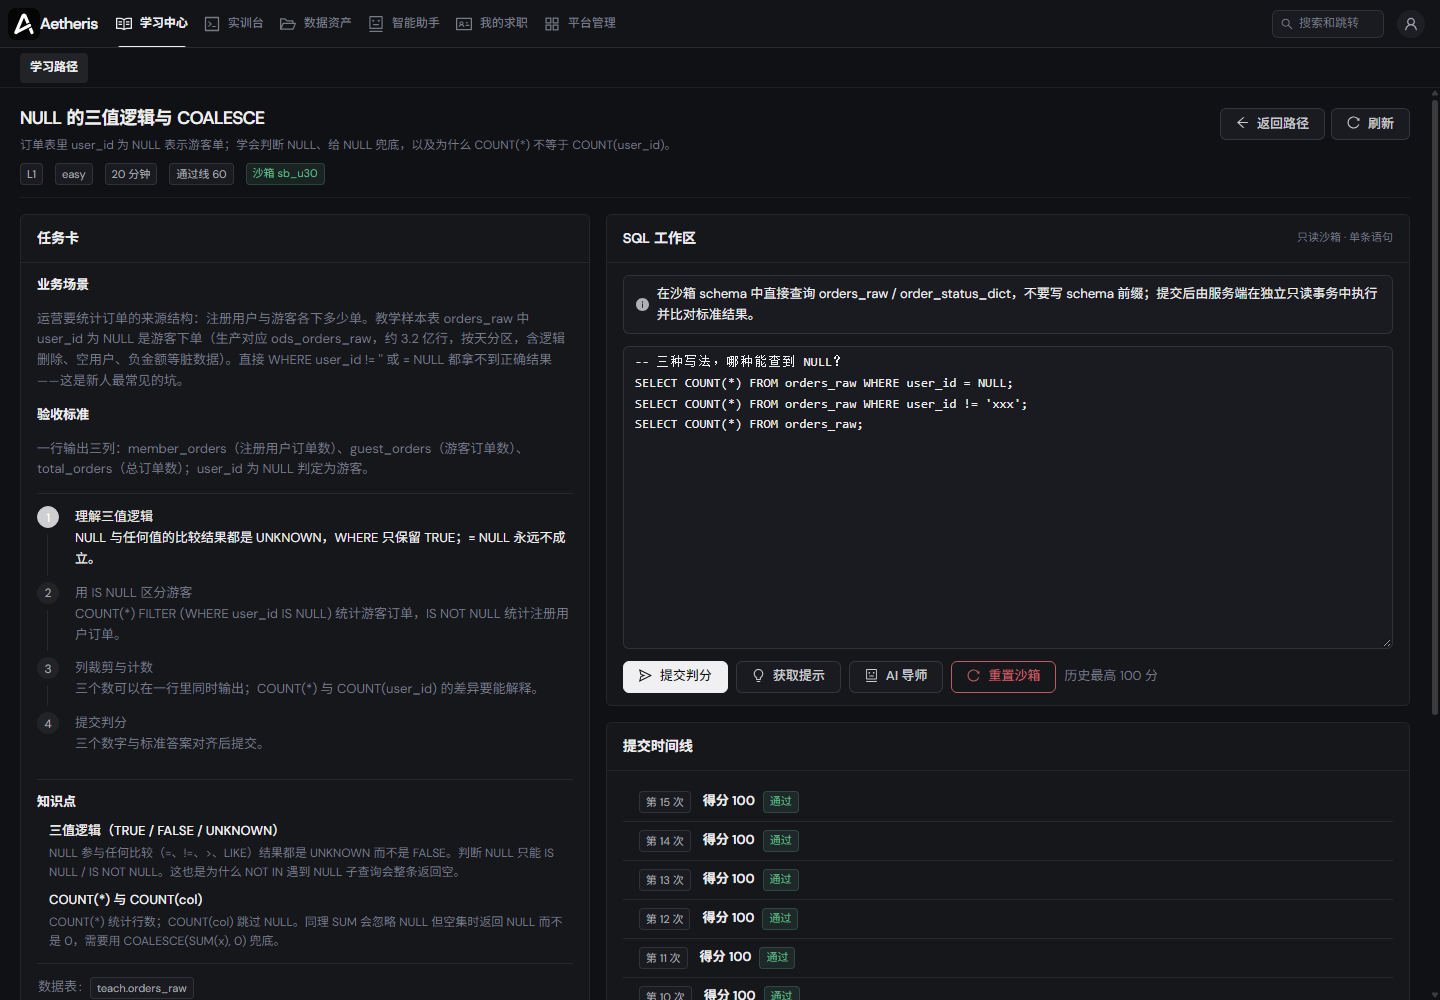 Aetheris 学习中心 实训台 数据资产 智能助手 我的求职 平台管理 搜索和跳转
学习路径
NULL 的三值逻辑与 COALESCE
返回路径 刷新
订单表里 user_id 为 NULL 表示游客单；学会判断 NULL、给 NULL 兜底，以及为什么 COUNT(*) 不等于 COUNT(user_id)。
L1 easy 20 分钟 通过线 60 沙箱 sb_u30
任务卡
业务场景
运营要统计订单的来源结构：注册用户与游客各下多少单。教学样本表 orders_raw 中
user_id 为 NULL 是游客下单（生产对应 ods_orders_raw，约 3.2 亿行，按天分区，含逻辑
删除、空用户、负金额等脏数据）。直接 WHERE user_id != '' 或 = NULL 都拿不到正确结果
——这是新人最常见的坑。
验收标准
一行输出三列：member_orders（注册用户订单数）、guest_orders（游客订单数）、
total_orders（总订单数）；user_id 为 NULL 判定为游客。
1 理解三值逻辑
NULL 与任何值的比较结果都是 UNKNOWN，WHERE 只保留 TRUE；= NULL 永远不成
立。
2 用 IS NULL 区分游客
COUNT(*) FILTER (WHERE user_id IS NULL) 统计游客订单，IS NOT NULL 统计注册用
户订单。
3 列裁剪与计数
三个数可以在一行里同时输出；COUNT(*) 与 COUNT(user_id) 的差异要能解释。
4 提交判分
三个数字与标准答案对齐后提交。
知识点
三值逻辑（TRUE / FALSE / UNKNOWN）
NULL 参与任何比较（=、!=、>、LIKE）结果都是 UNKNOWN 而不是 FALSE。判断 NULL 只能 IS
NULL / IS NOT NULL。这也是为什么 NOT IN 遇到 NULL 子查询会整条返回空。
COUNT(*) 与 COUNT(col)
COUNT(*) 统计行数；COUNT(col) 跳过 NULL。同理 SUM 会忽略 NULL 但空集时返回 NULL 而不
是 0，需要用 COALESCE(SUM(x), 0) 兜底。
数据表： teach.orders_raw
SQL 工作区 只读沙箱 · 单条语句
在沙箱 schema 中直接查询 orders_raw / order_status_dict，不要写 schema 前缀；提交后由服务端在独立只读事务中执行
并比对标准结果。
-- 三种写法，哪种能查到 NULL？
SELECT COUNT(*) FROM orders_raw WHERE user_id = NULL;
SELECT COUNT(*) FROM orders_raw WHERE user_id != 'xxx';
SELECT COUNT(*) FROM orders_raw;
提交判分 获取提示 AI 导师 重置沙箱 历史最高 100 分
提交时间线
第 15 次 得分 100 通过
第 14 次 得分 100 通过
第 13 次 得分 100 通过
第 12 次 得分 100 通过
第 11 次 得分 100 通过
第 10 次 得分 100 通过